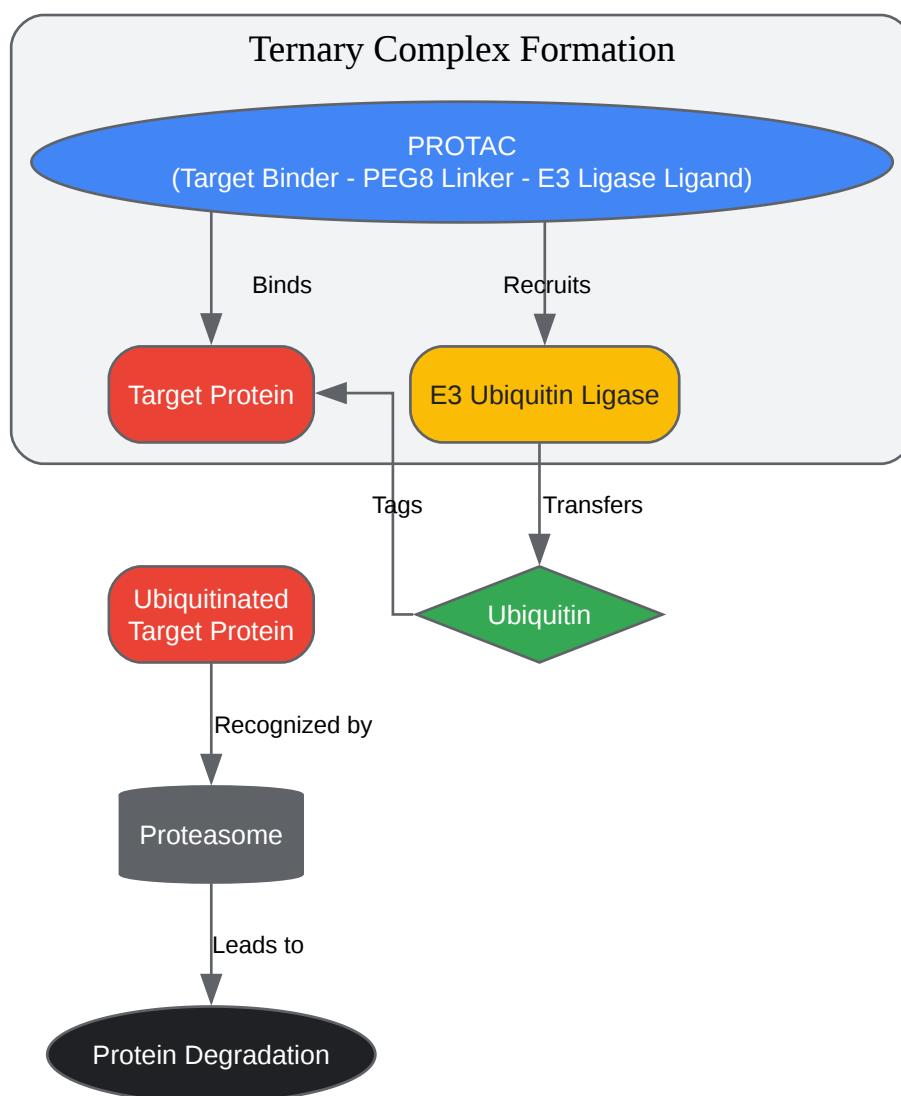 Ternary Complex Formation
PROTAC
(Target Binder - PEG8 Linker - E3 Ligase Ligand)
Binds
Recruits
Target Protein
E3 Ubiquitin Ligase
Tags
Transfers
Ubiquitinated
Target Protein
Ubiquitin
Recognized by
Proteasome
Leads to
Protein Degradation